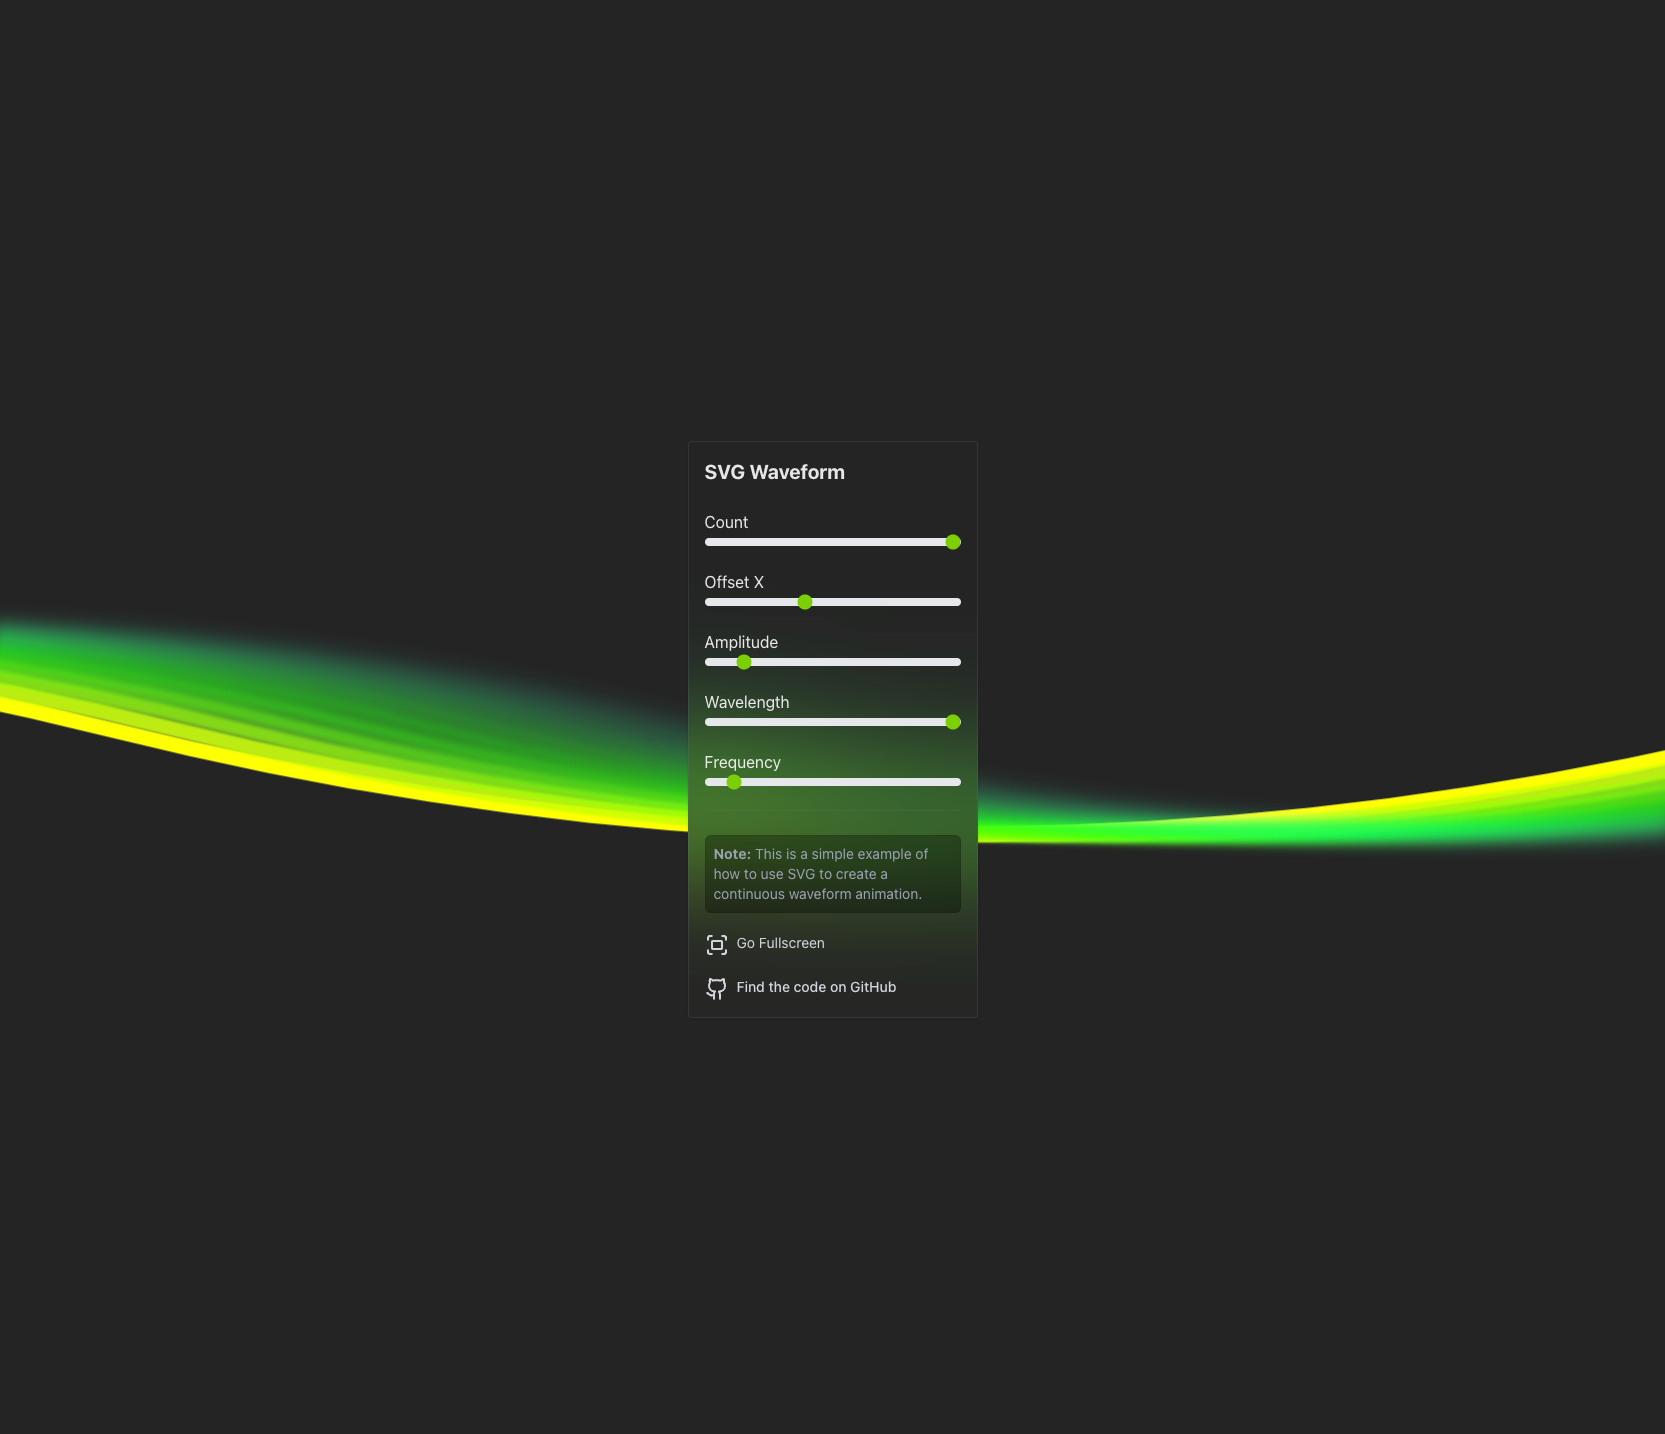 SVG Waveform
Count
Offset X
Amplitude
Wavelength
Frequency
Note: This is a simple example of
how to use SVG to create a
continuous waveform animation.
Go Fullscreen
Find the code on GitHub